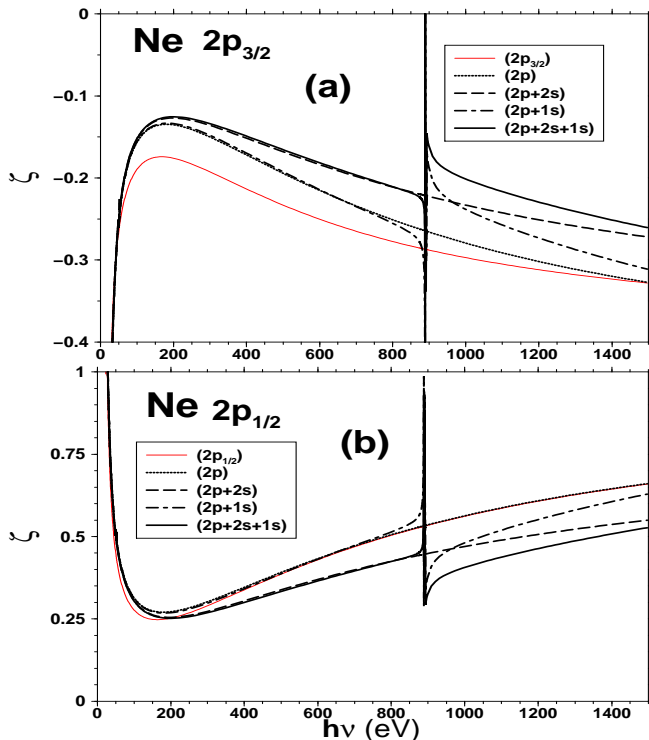 Ne 2p3/2
(a)
(2p3/2)
(2p)
(2p+2s)
(2p+1s)
(2p+2s+1s)
0
−0.1
−0.2
−0.3
−0.4
ζ
0 200 400 600 800 1000 1200 1400
Ne 2p1/2
(b)
(2p1/2)
(2p)
(2p+2s)
(2p+1s)
(2p+2s+1s)
1
0.75
0.5
0.25
0
ζ
0 200 400 600 800 1000 1200 1400
hν (eV)